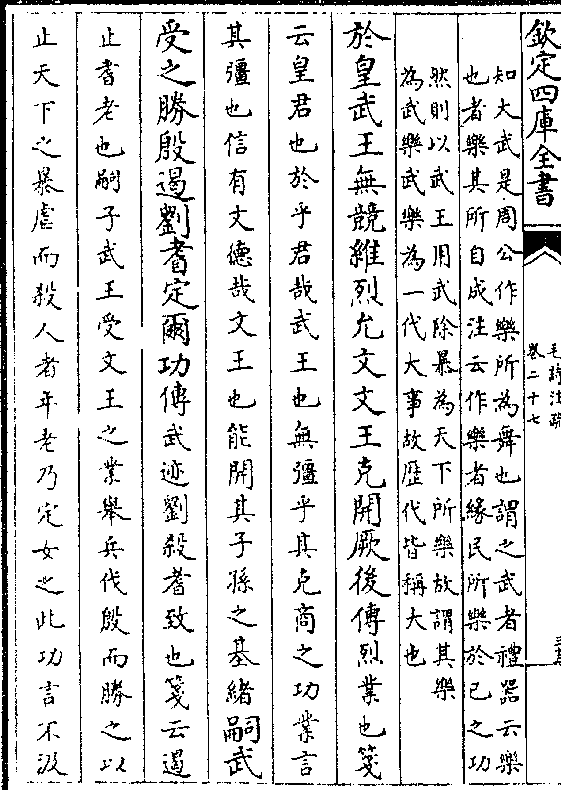 欽定四庫全書
毛詩注疏
卷二十七
知大武是周公作樂所為舞也謂之武者禮器云樂
也者樂其所自成注云作樂者緣民所樂於已之功
然則以武王用武除暴為天下所樂故謂其樂
為武樂武樂為一代大事故歴代皆稱大也
於皇武王無競維烈允文文王克開厥後傳烈業也箋
云皇君也於乎君哉武王也無彊乎其克商之功業言
其彊也信有文德哉文王也能開其子孫之基緒嗣武
受之勝殷遏劉耆定爾功傳武迹劉殺耆致也箋云遏
止耆老也嗣子武王受文王之業舉兵伐殷而勝之以
止天下之暴虐而殺人者年老乃定女之此功言不汲